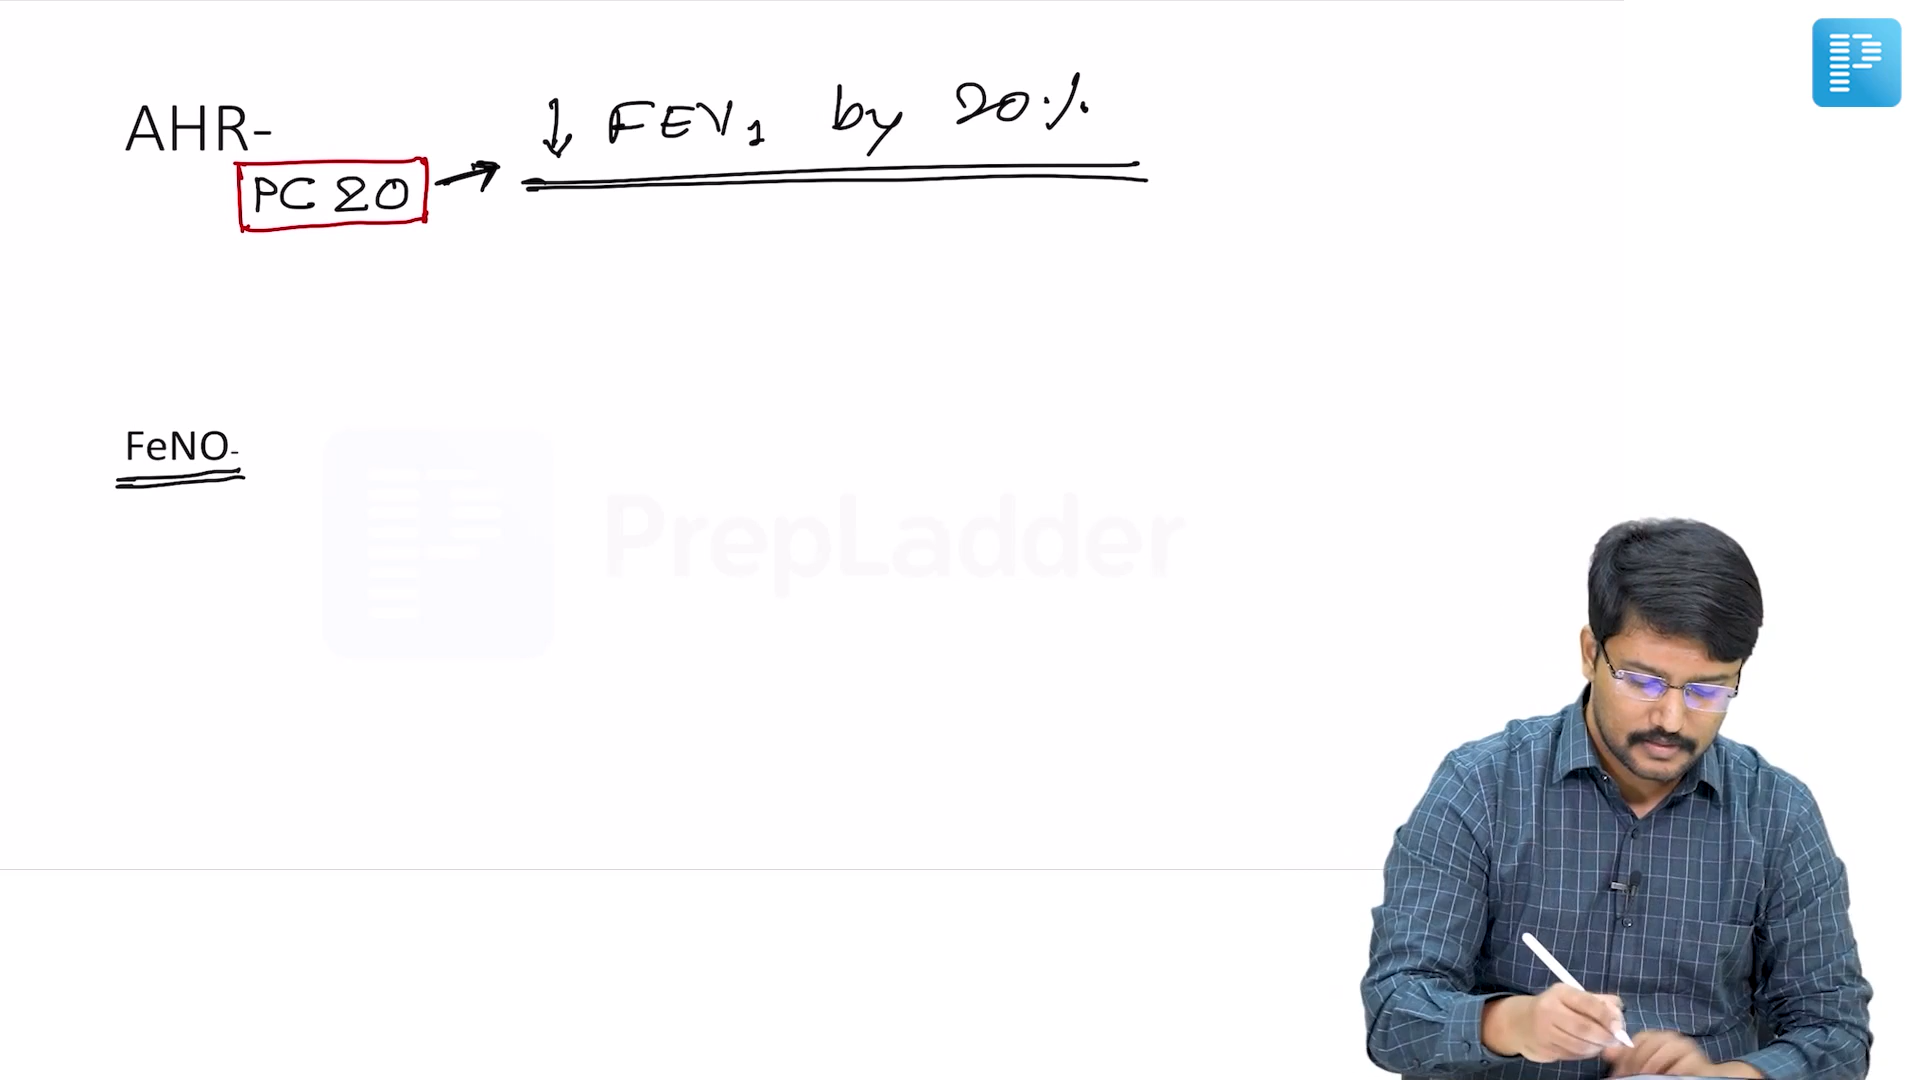 AHR-
↓ FEV₁ by 20%
PC 20 →
FeNO-
PrepLadder